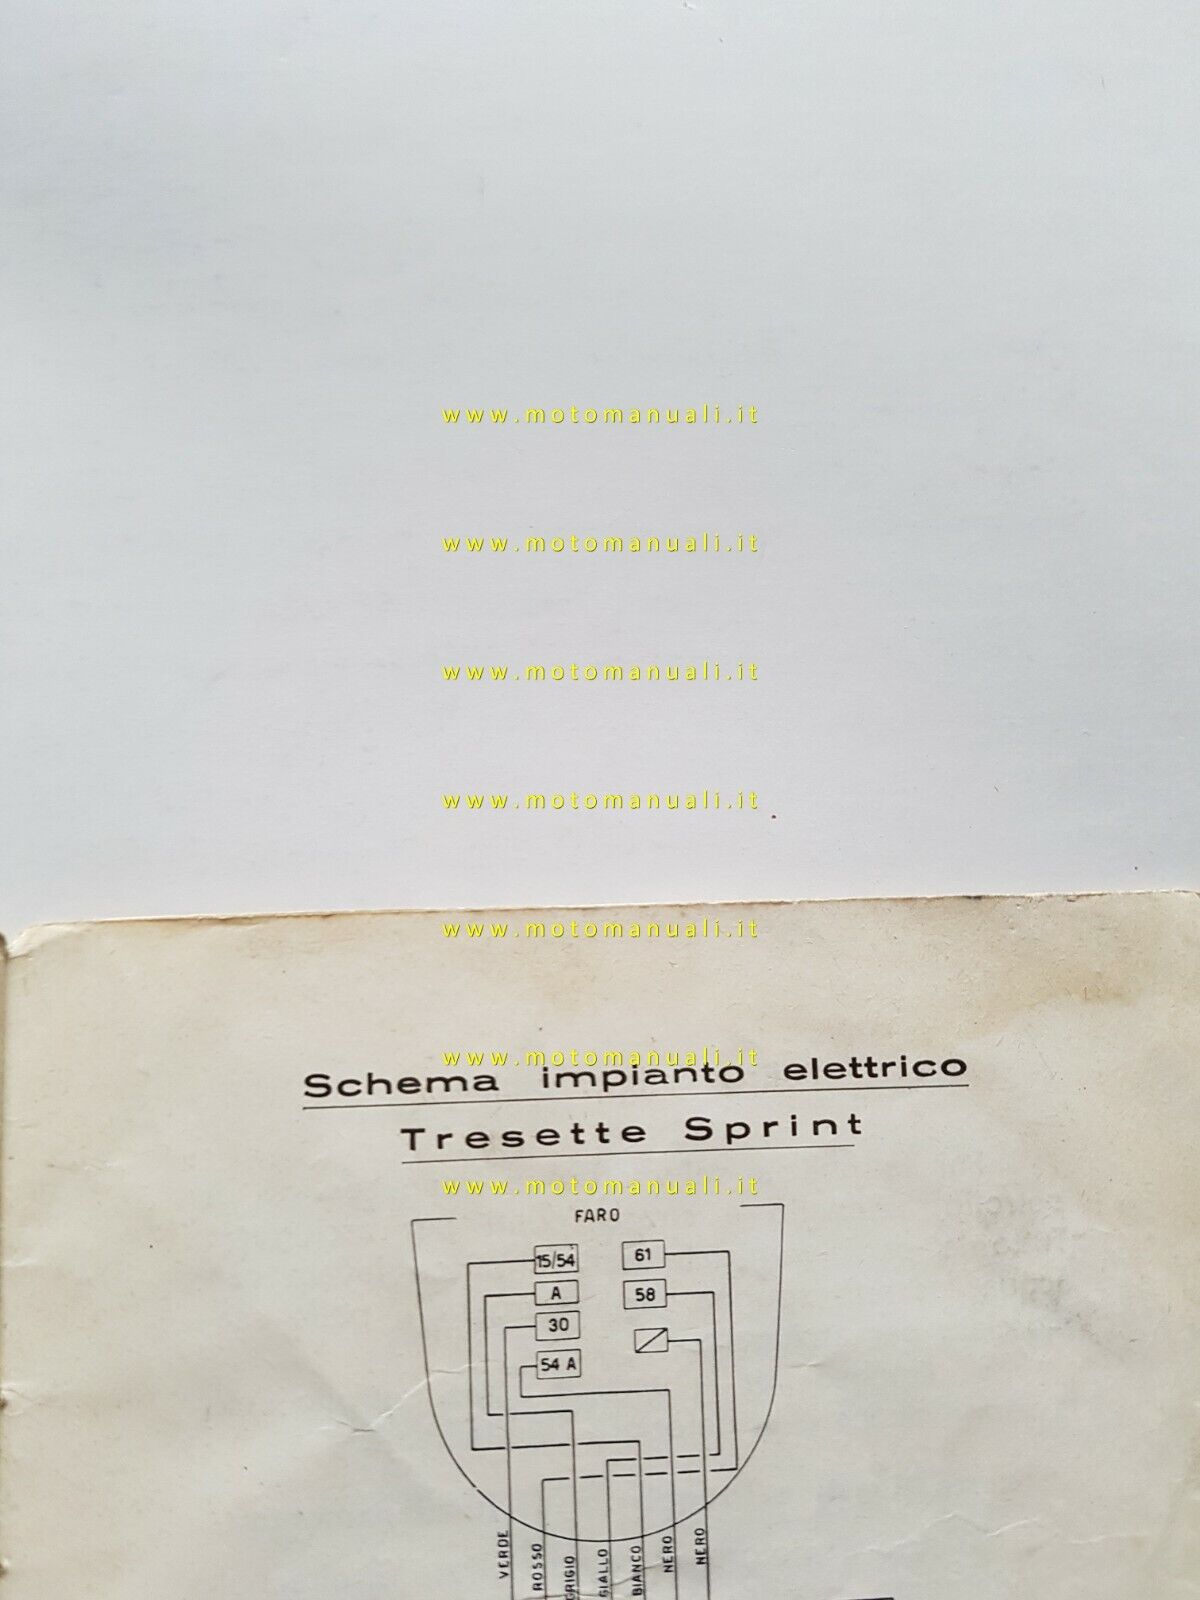 www.motomanuali.it
www.motomanuali.it
www.motomanuali.it
www.motomanuali.it
www.motomanuali.it
www.motomanuali.it
Schema impianto elettrico
Tresette Sprint
www.motomanuali.it
FARO
15/54
61
A
58
30
54 A
VERDE
ROSSO
GRIGIO
GIALLO
BIANCO
NERO
NERO